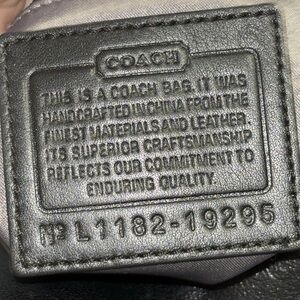 COACH
THIS IS A COACH BAG. IT WAS
HANDCRAFTED IN CHINA FROM THE
FINEST MATERIALS AND LEATHER.
ITS SUPERIOR CRAFTSMANSHIP
REFLECTS OUR COMMITMENT TO
ENDURING QUALITY.
Nº L1182-19295